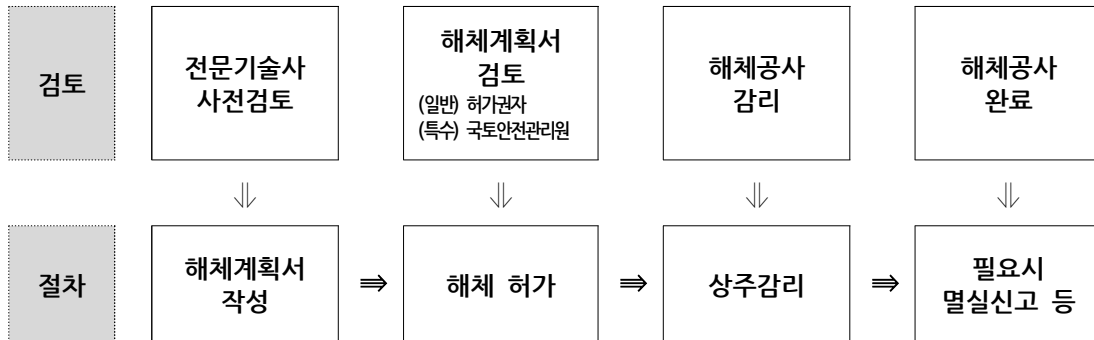 검토
전문기술사
사전검토
해체계획서
검토
(일반) 허가권자
(특수) 국토안전관리원
해체공사
감리
해체공사
완료
⇓ ⇓ ⇓ ⇓
절차
해체계획서
작성
⇛
해체 허가
⇛
상주감리
⇛
필요시
멸실신고 등